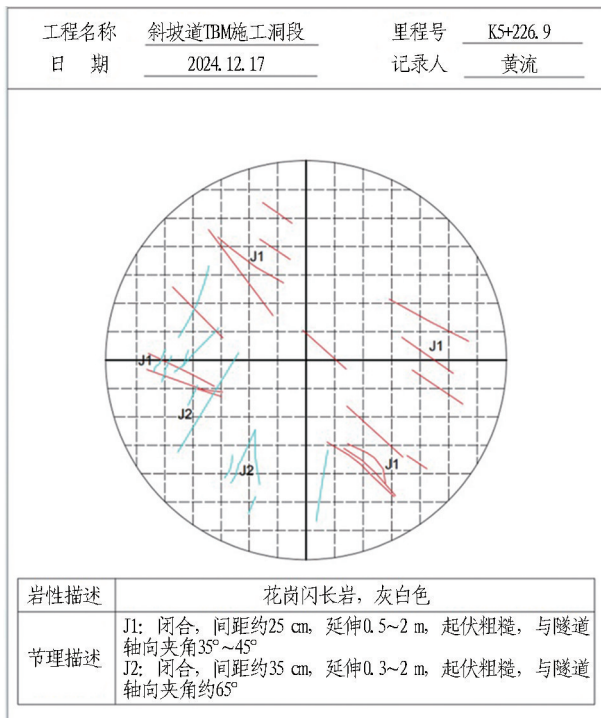 工程名称 斜坡道TBM施工洞段 里程号 K5+226.9
日 期 2024.12.17 记录人 黄流
J1
J1
J1
J2
J2
J1
岩性描述 花岗闪长岩，灰白色
节理描述
J1: 闭合，间距约25 cm，延伸0.5~2 m，起伏粗糙，与隧道
轴向夹角35°~45°
J2: 闭合，间距约35 cm，延伸0.3~2 m，起伏粗糙，与隧道
轴向夹角约65°